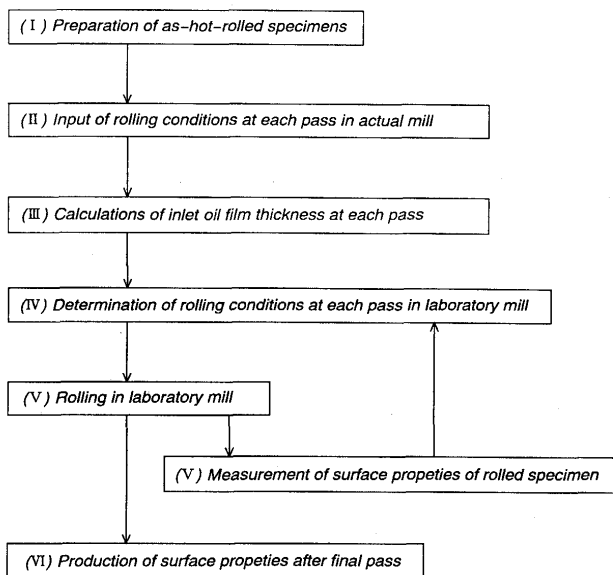 (Ⅰ) Preparation of as-hot-rolled specimens
(Ⅱ) Input of rolling conditions at each pass in actual mill
(Ⅲ) Calculations of inlet oil film thickness at each pass
(Ⅳ) Determination of rolling conditions at each pass in laboratory mill
(Ⅴ) Rolling in laboratory mill
(Ⅴ) Measurement of surface propeties of rolled specimen
(Ⅵ) Production of surface propeties after final pass